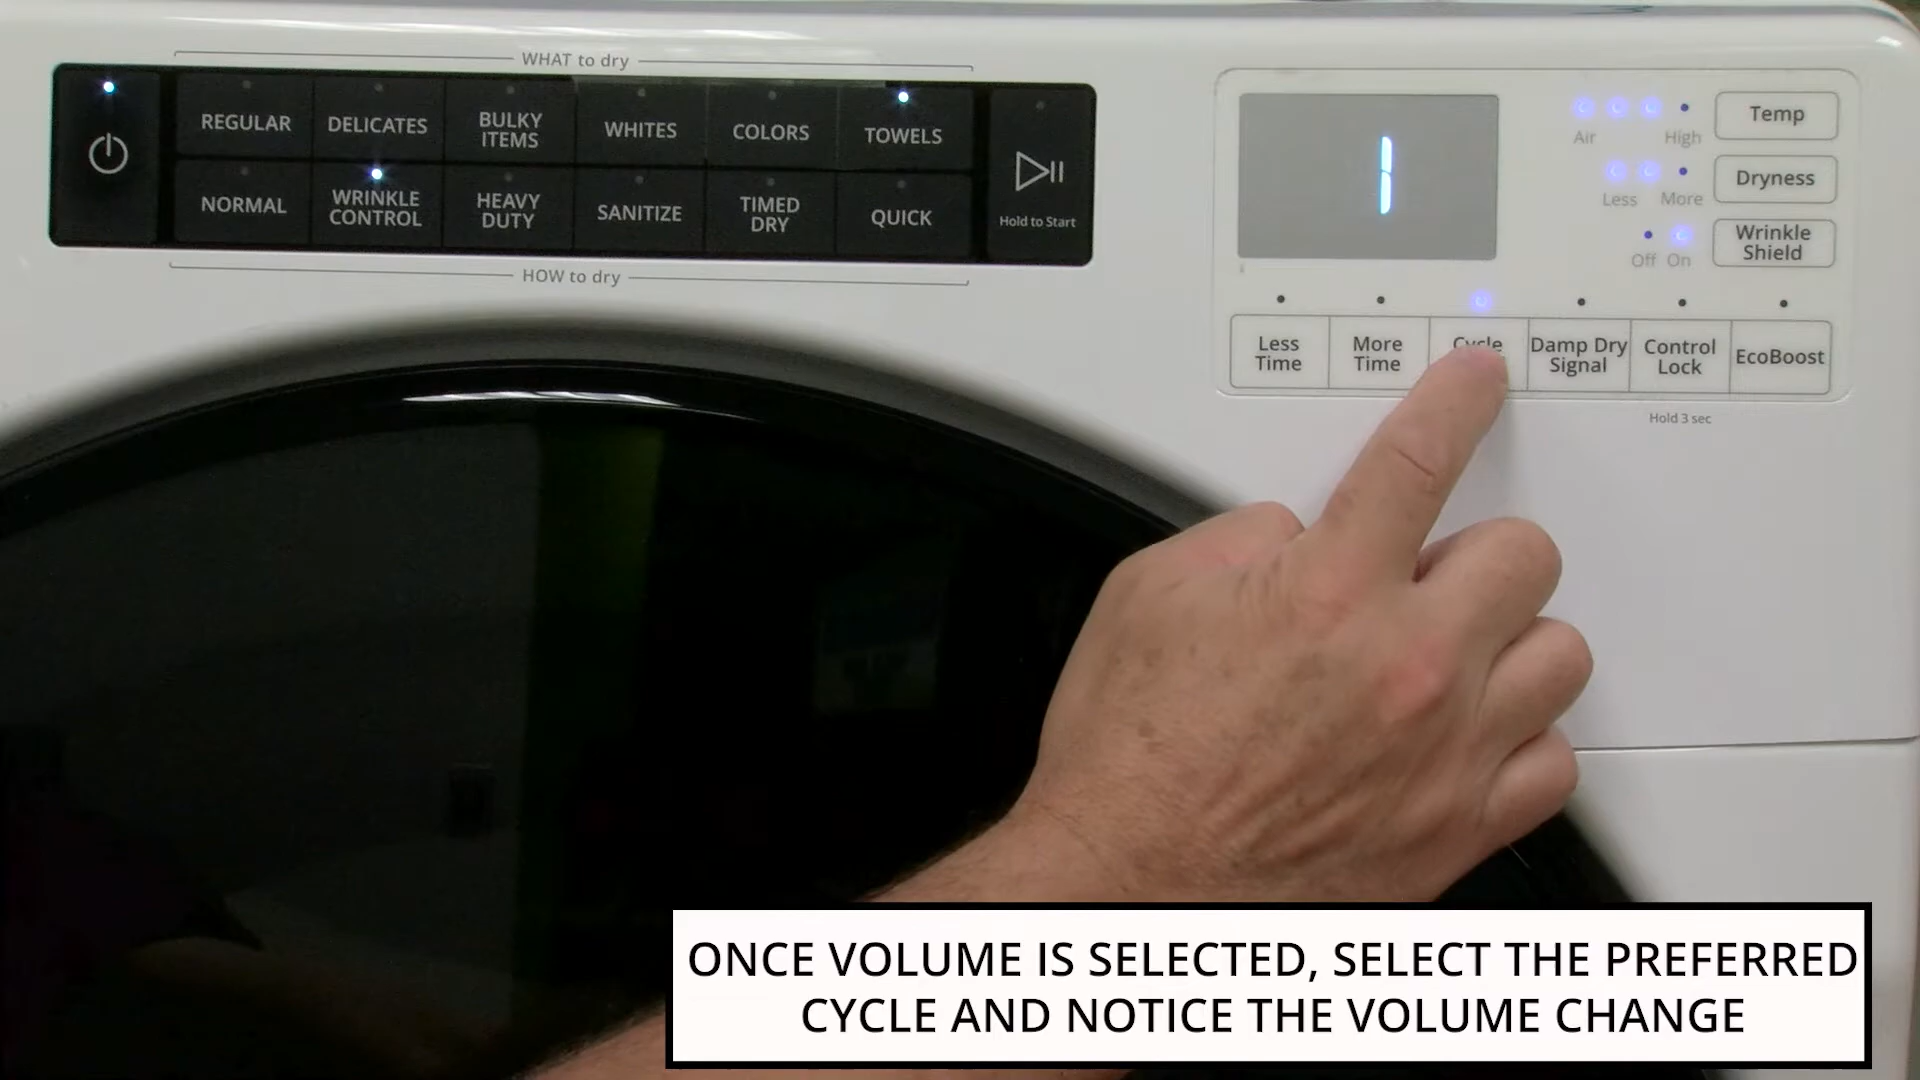 WHAT to dry
REGULAR
DELICATES
BULKY
ITEMS
WHITES
COLORS
TOWELS
NORMAL
WRINKLE
CONTROL
HEAVY
DUTY
SANITIZE
TIMED
DRY
QUICK
Hold to Start
HOW to dry
1
Air
High
Temp
Less
More
Dryness
Off
On
Wrinkle
Shield
Less
Time
More
Time
Cycle
Damp Dry
Signal
Control
Lock
EcoBoost
Hold 3 sec
ONCE VOLUME IS SELECTED, SELECT THE PREFERRED
CYCLE AND NOTICE THE VOLUME CHANGE